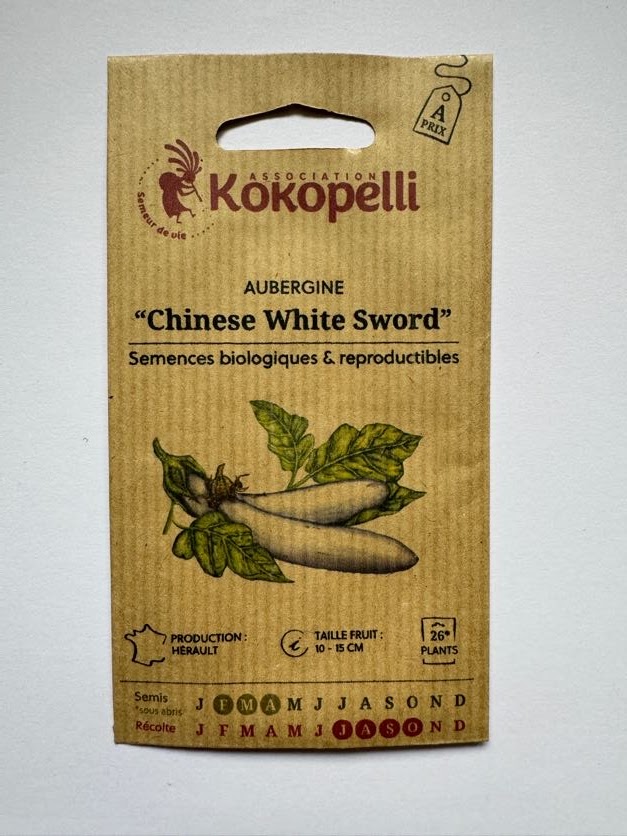 À
PRIX
ASSOCIATION
Kokopelli
Semeur de vie
AUBERGINE
“Chinese White Sword”
Semences biologiques & reproductibles
PRODUCTION :
HÉRAULT
TAILLE FRUIT :
10 - 15 CM
26*
PLANTS
Semis J F M A M J J A S O N D
*sous abris
Récolte J F M A M J J A S O N D